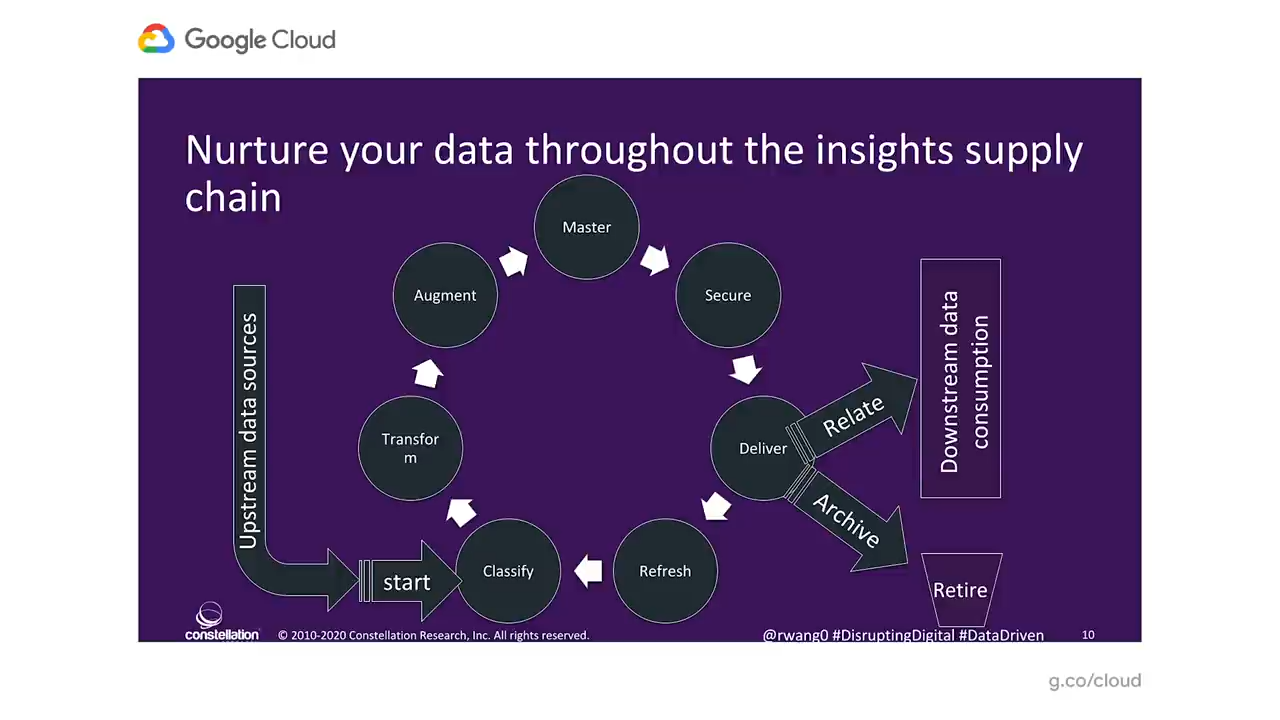 Google Cloud
Nurture your data throughout the insights supply
chain
Master
Augment
Secure
Upstream data sources
Transfor
m
Deliver
Relate
Downstream data
consumption
Archive
start
Classify
Refresh
Retire
constellation
© 2010-2020 Constellation Research, Inc. All rights reserved.
@rwang0 #DisruptingDigital #DataDriven
10
g.co/cloud